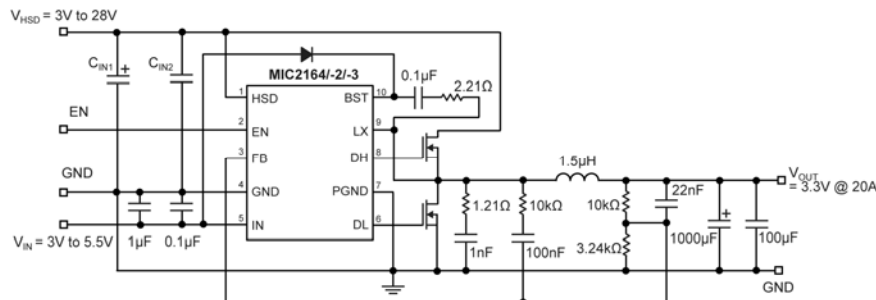 V_HSD = 3V to 28V
C_IN1
+
C_IN2
MIC2164/-2/-3
0.1µF
2.21Ω
1
HSD
BST
10
EN
2
EN
LX
9
3
FB
DH
8
1.5µH
V_OUT
= 3.3V @ 20A
GND
4
GND
PGND
7
1.21Ω
10kΩ
10kΩ
22nF
+
5
IN
DL
6
V_IN = 3V to 5.5V
1µF
0.1µF
1nF
100nF
3.24kΩ
1000µF
100µF
GND